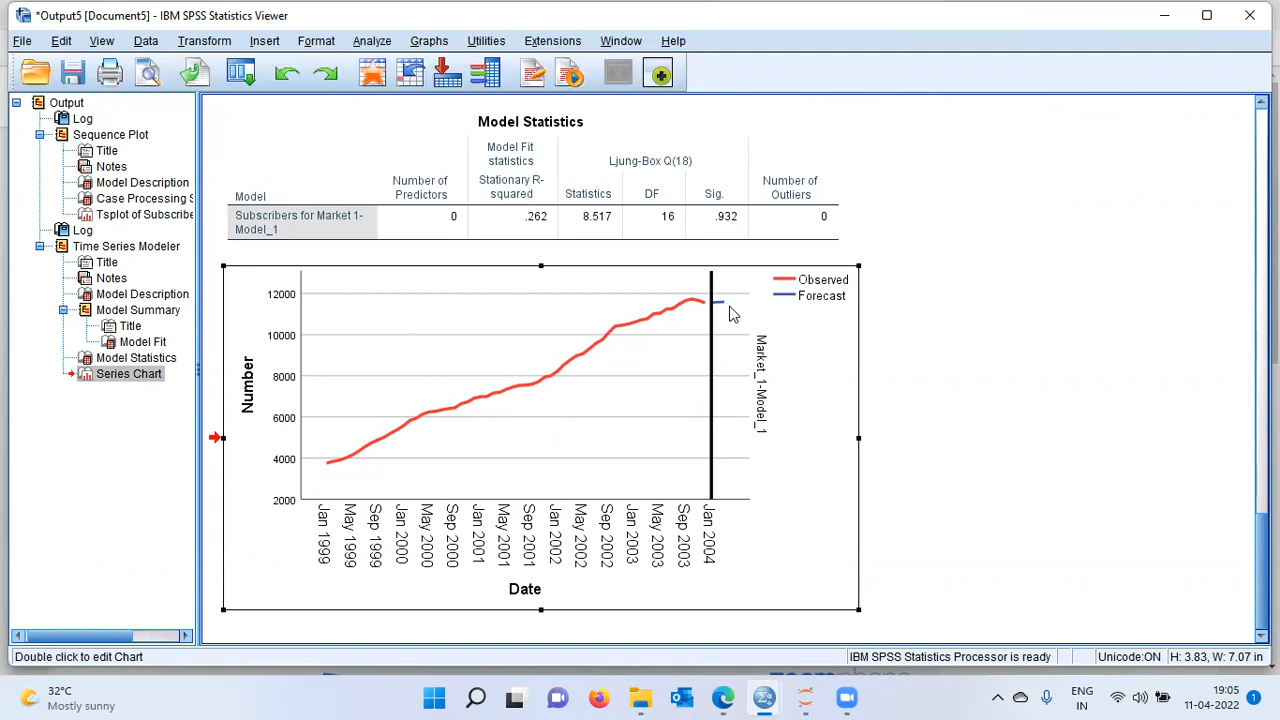 *Output5 [Document5] - IBM SPSS Statistics Viewer
File Edit View Data Transform Insert Format Analyze Graphs Utilities Extensions Window Help
Output
Log
Sequence Plot
Title
Notes
Model Description
Case Processing S
Tsplot of Subscribe
Log
Time Series Modeler
Title
Notes
Model Description
Model Summary
Title
Model Fit
Model Statistics
Series Chart
Model Statistics
Model
Number of Predictors
Model Fit statistics
Stationary R-squared
Ljung-Box Q(18)
Statistics DF Sig.
Number of Outliers
Subscribers for Market 1-Model_1 0 .262 8.517 16 .932 0
Observed
Forecast
Number
12000
10000
8000
6000
4000
2000
Market_1-Model_1
Jan 1999 May 1999 Sep 1999 Jan 2000 May 2000 Sep 2000 Jan 2001 May 2001 Sep 2001 Jan 2002 May 2002 Sep 2002 Jan 2003 May 2003 Sep 2003 Jan 2004
Date
Double click to edit Chart
IBM SPSS Statistics Processor is ready
Unicode:ON H: 3.83, W: 7.07 in
32°C
Mostly sunny
ENG
IN
19:05
11-04-2022
1